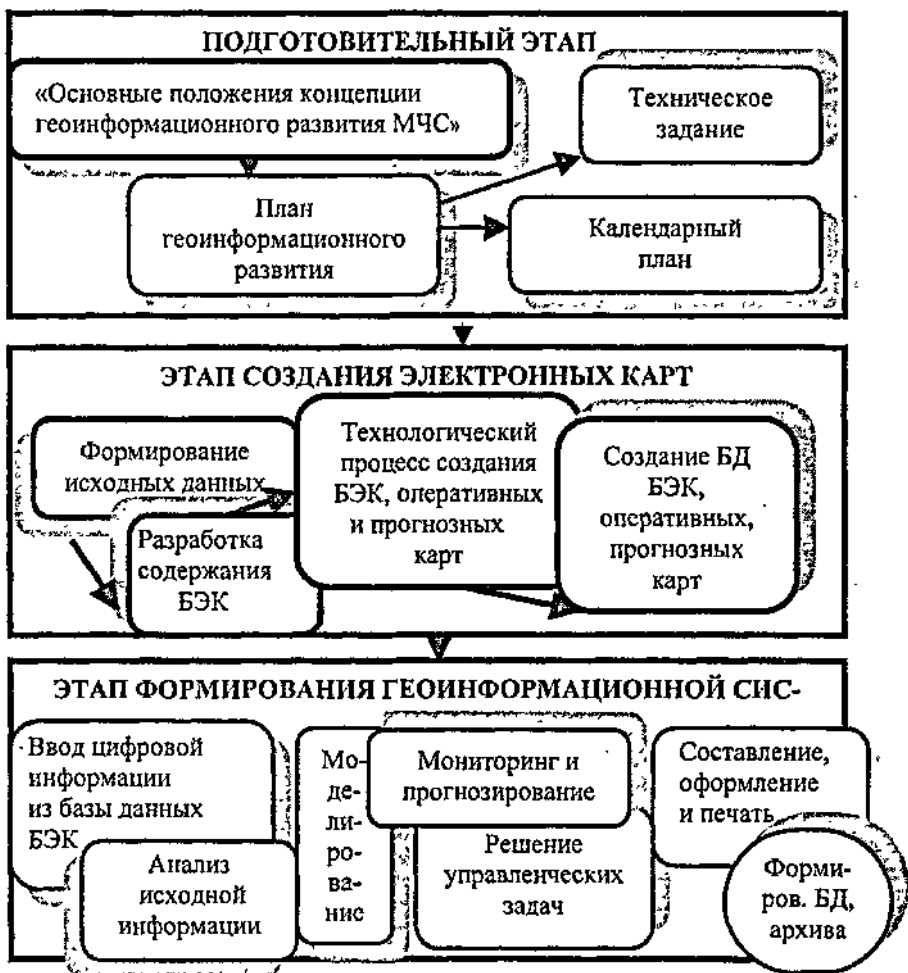 ПОДГОТОВИТЕЛЬНЫЙ ЭТАП
«Основные положения концепции
геоинформационного развития МЧС»
Техническое
задание
План
геоинформационного
развития
Календарный
план
ЭТАП СОЗДАНИЯ ЭЛЕКТРОННЫХ КАРТ
Формирование
исходных данных
Разработка
содержания
БЭК
Технологический
процесс создания
БЭК, оперативных
и прогнозных
карт
Создание БД
БЭК,
оперативных,
прогнозных
карт
ЭТАП ФОРМИРОВАНИЯ ГЕОИНФОРМАЦИОННОЙ СИС-
Ввод цифровой
информации
из базы данных
БЭК
Анализ
исходной
информации
Мо-
де-
ли-
ро-
ва-
ние
Мониторинг и
прогнозирование
Решение
управленческих
задач
Составление,
оформление
и печать
Форми-
ров. БД,
архива